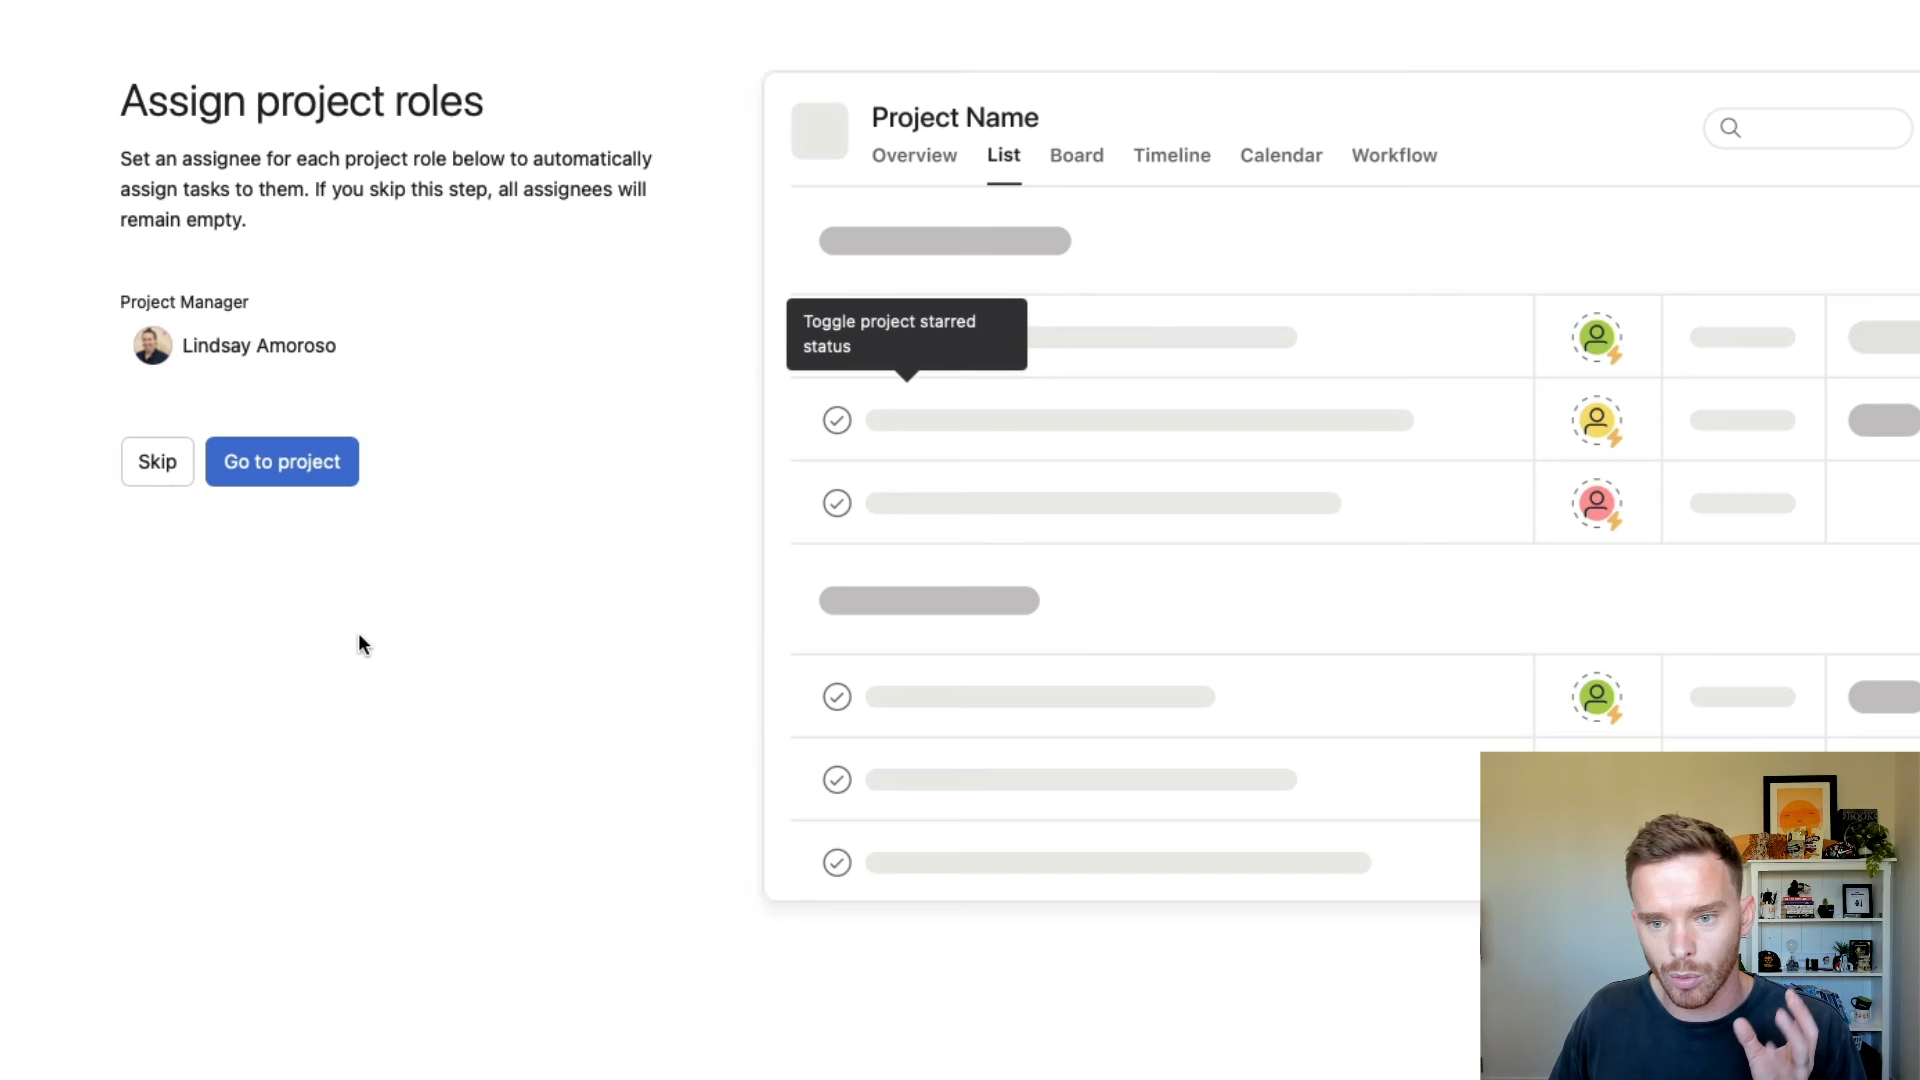 Assign project roles
Set an assignee for each project role below to automatically
assign tasks to them. If you skip this step, all assignees will
remain empty.
Project Manager
Lindsay Amoroso
Skip
Go to project
Project Name
Overview
List
Board
Timeline
Calendar
Workflow
Toggle project starred
status